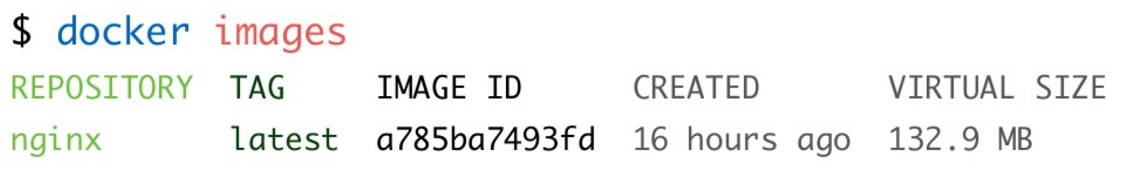 $ docker images
REPOSITORY TAG IMAGE ID CREATED VIRTUAL SIZE
nginx latest a785ba7493fd 16 hours ago 132.9 MB